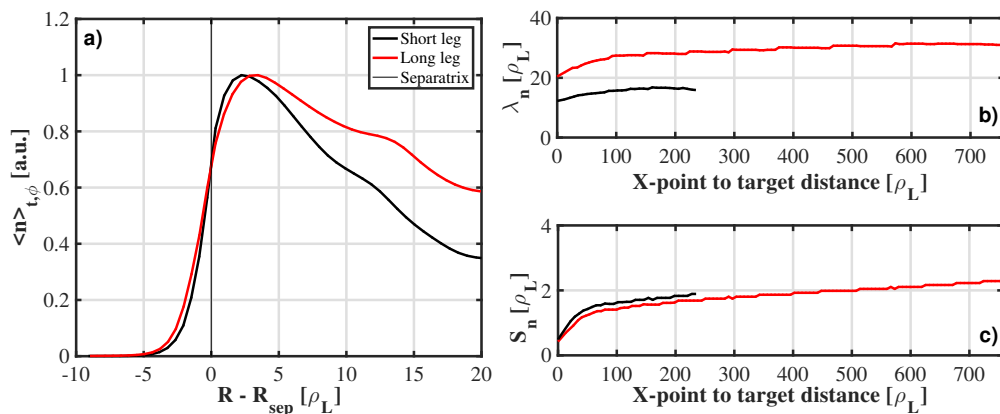 a)
Short leg
Long leg
Separatrix
<n>t,ϕ [a.u.]
1.2
1
0.8
0.6
0.4
0.2
0
-10 -5 0 5 10 15 20
R - Rsep [ρL]
b)
λn [ρL]
40
20
0
0 100 200 300 400 500 600 700
X-point to target distance [ρL]
c)
Sn [ρL]
4
2
0
0 100 200 300 400 500 600 700
X-point to target distance [ρL]